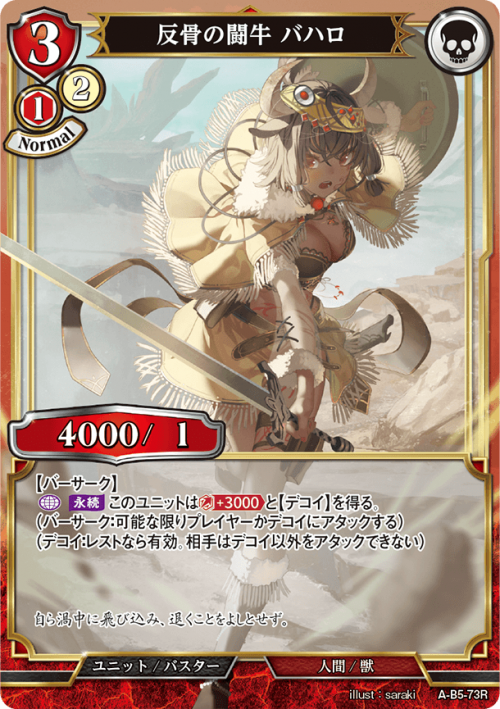 3
反骨の闘牛 バハロ
1
2
Normal
4000/ 1
【バーサーク】
永続 このユニットは+3000と【デコイ】を得る。
(バーサーク:可能な限りプレイヤーかデコイにアタックする)
(デコイ:レストなら有効。相手はデコイ以外をアタックできない)
自ら渦中に飛び込み、退くことをよしとせず。
ユニット / バスター
人間 / 獣
illust : saraki
A-B5-73R